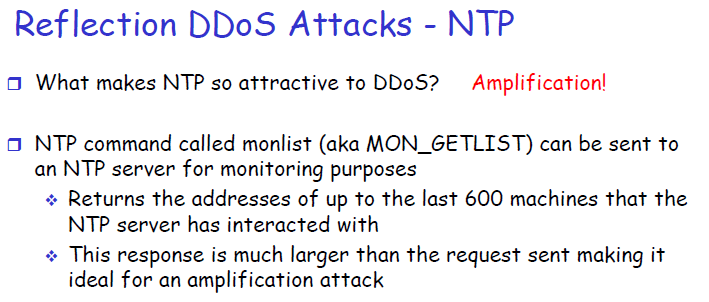 Reflection DDoS Attacks - NTP
What makes NTP so attractive to DDoS? Amplification!
NTP command called monlist (aka MON_GETLIST) can be sent to
an NTP server for monitoring purposes
Returns the addresses of up to the last 600 machines that the
NTP server has interacted with
This response is much larger than the request sent making it
ideal for an amplification attack